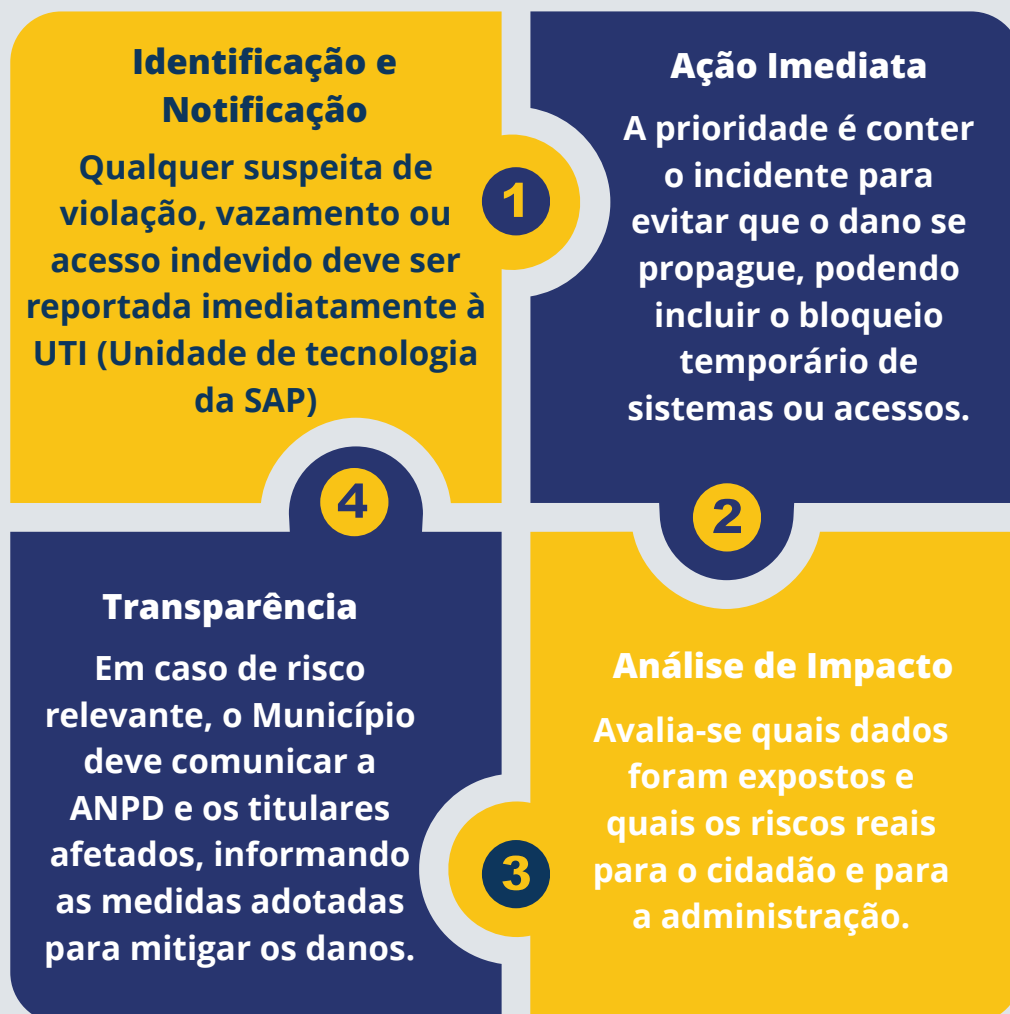 Identificação e
Notificação
Qualquer suspeita de
violação, vazamento ou
acesso indevido deve ser
reportada imediatamente à
UTI (Unidade de tecnologia
da SAP)
1
Ação Imediata
A prioridade é conter
o incidente para
evitar que o dano se
propague, podendo
incluir o bloqueio
temporário de
sistemas ou acessos.
2
Análise de Impacto
Avalia-se quais dados
foram expostos e
quais os riscos reais
para o cidadão e para
a administração.
3
Transparência
Em caso de risco
relevante, o Município
deve comunicar a
ANPD e os titulares
afetados, informando
as medidas adotadas
para mitigar os danos.
4